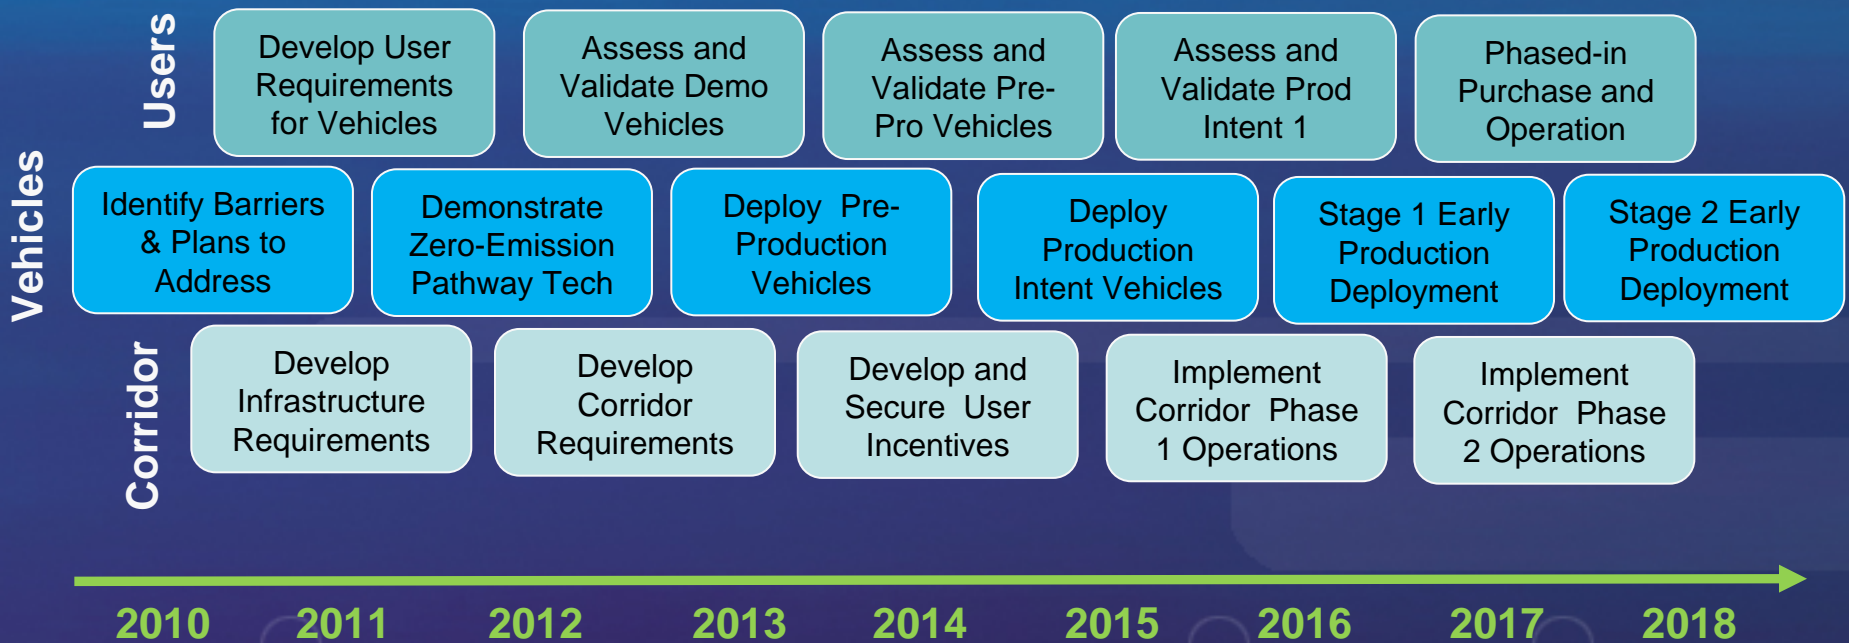 Users
Develop User
Requirements
for Vehicles
Assess and
Validate Demo
Vehicles
Assess and
Validate Pre-
Pro Vehicles
Assess and
Validate Prod
Intent 1
Phased-in
Purchase and
Operation
Vehicles
Identify Barriers
& Plans to
Address
Demonstrate
Zero-Emission
Pathway Tech
Deploy Pre-
Production
Vehicles
Deploy
Production
Intent Vehicles
Stage 1 Early
Production
Deployment
Stage 2 Early
Production
Deployment
Corridor
Develop
Infrastructure
Requirements
Develop
Corridor
Requirements
Develop and
Secure User
Incentives
Implement
Corridor Phase
1 Operations
Implement
Corridor Phase
2 Operations
2010 2011 2012 2013 2014 2015 2016 2017 2018